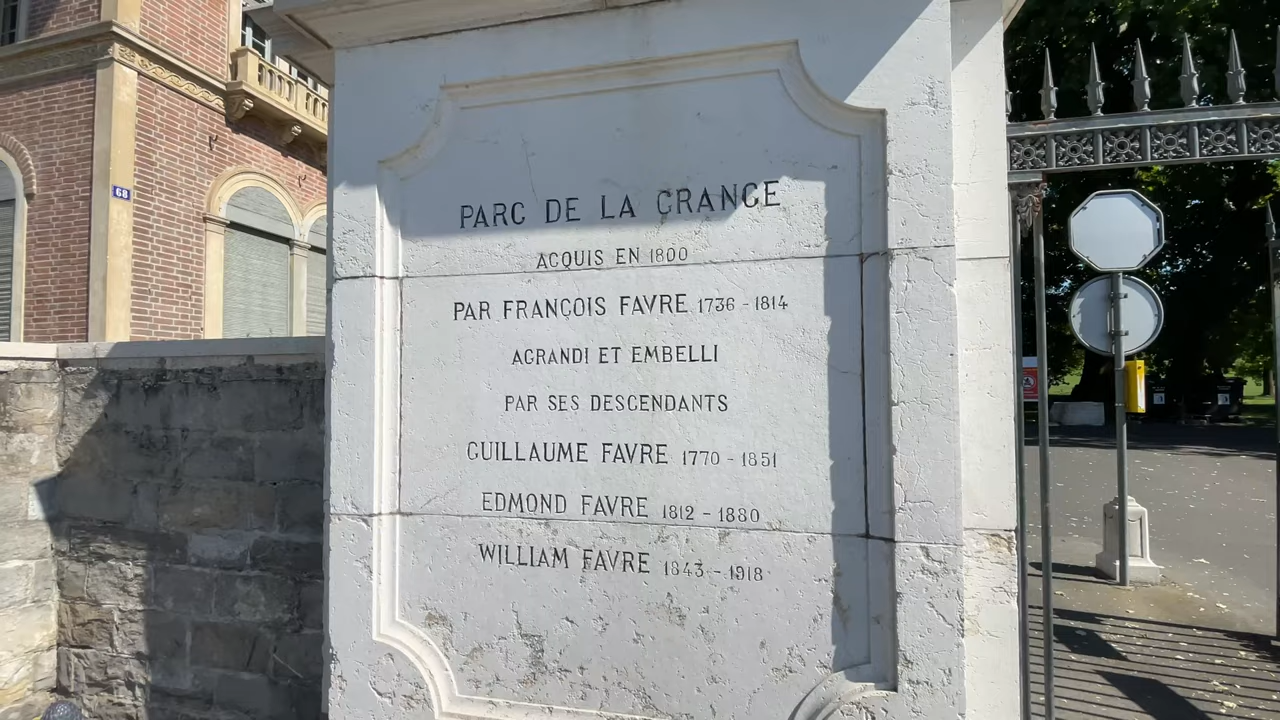 PARC DE LA GRANGE
ACQUIS EN 1800
PAR FRANÇOIS FAVRE 1736 - 1814
AGRANDI ET EMBELLI
PAR SES DESCENDANTS
GUILLAUME FAVRE 1770 - 1851
EDMOND FAVRE 1812 - 1880
WILLIAM FAVRE 1843 - 1918
68